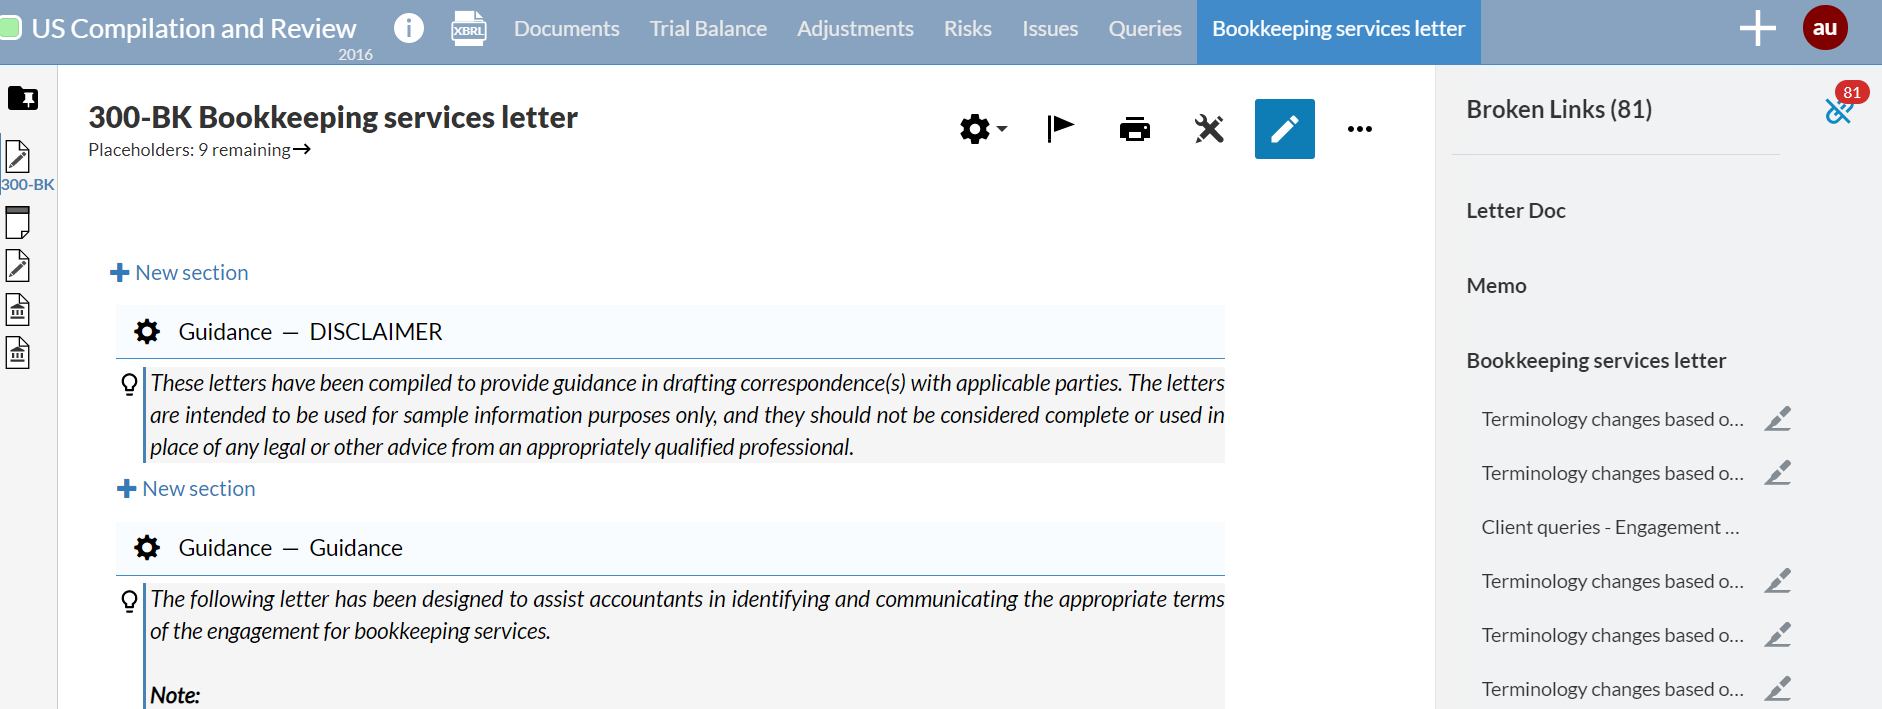 US Compilation and Review
2016
XBRL
Documents
Trial Balance
Adjustments
Risks
Issues
Queries
Bookkeeping services letter
au
300-BK
300-BK Bookkeeping services letter
Placeholders: 9 remaining→
New section
Guidance — DISCLAIMER
These letters have been compiled to provide guidance in drafting correspondence(s) with applicable parties. The letters
are intended to be used for sample information purposes only, and they should not be considered complete or used in
place of any legal or other advice from an appropriately qualified professional.
New section
Guidance — Guidance
The following letter has been designed to assist accountants in identifying and communicating the appropriate terms
of the engagement for bookkeeping services.
Note:
Broken Links (81)
81
Letter Doc
Memo
Bookkeeping services letter
Terminology changes based o...
Terminology changes based o...
Client queries - Engagement ...
Terminology changes based o...
Terminology changes based o...
Terminology changes based o...